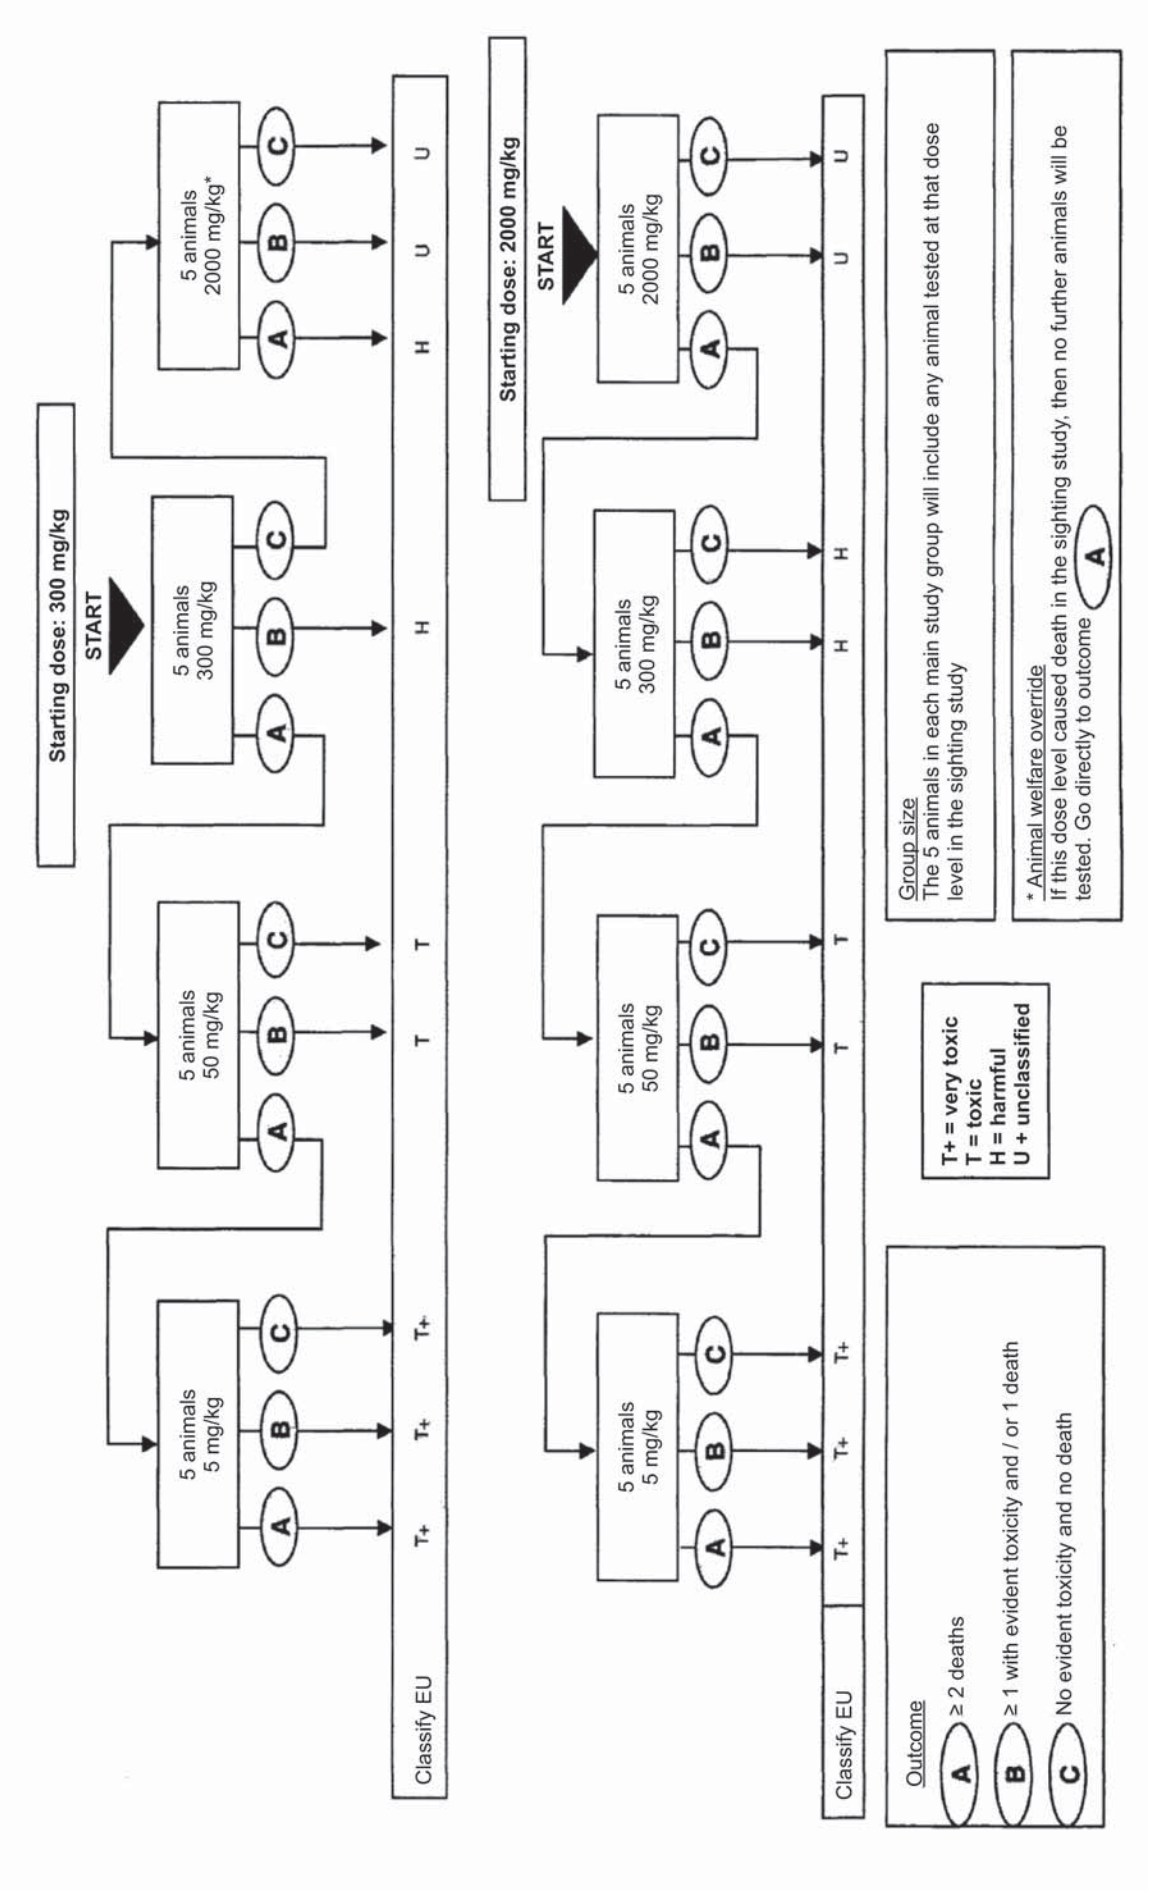 Starting dose: 300 mg/kg
START
5 animals
5 mg/kg
5 animals
50 mg/kg
5 animals
300 mg/kg
5 animals
2000 mg/kg*
A
B
C
A
B
C
A
B
C
A
B
C
Classify EU
T+
T+
T+
T
T
H
H
U
U
Starting dose: 2000 mg/kg
START
5 animals
5 mg/kg
5 animals
50 mg/kg
5 animals
300 mg/kg
5 animals
2000 mg/kg
A
B
C
A
B
C
A
B
C
A
B
C
Classify EU
T+
T+
T+
T
T
H
H
U
U
Outcome
A ≥ 2 deaths
B ≥ 1 with evident toxicity and / or 1 death
C No evident toxicity and no death
T+ = very toxic
T = toxic
H = harmful
U + unclassified
Group size
The 5 animals in each main study group will include any animal tested at that dose
level in the sighting study
* Animal welfare override
If this dose level caused death in the sighting study, then no further animals will be
tested. Go directly to outcome A